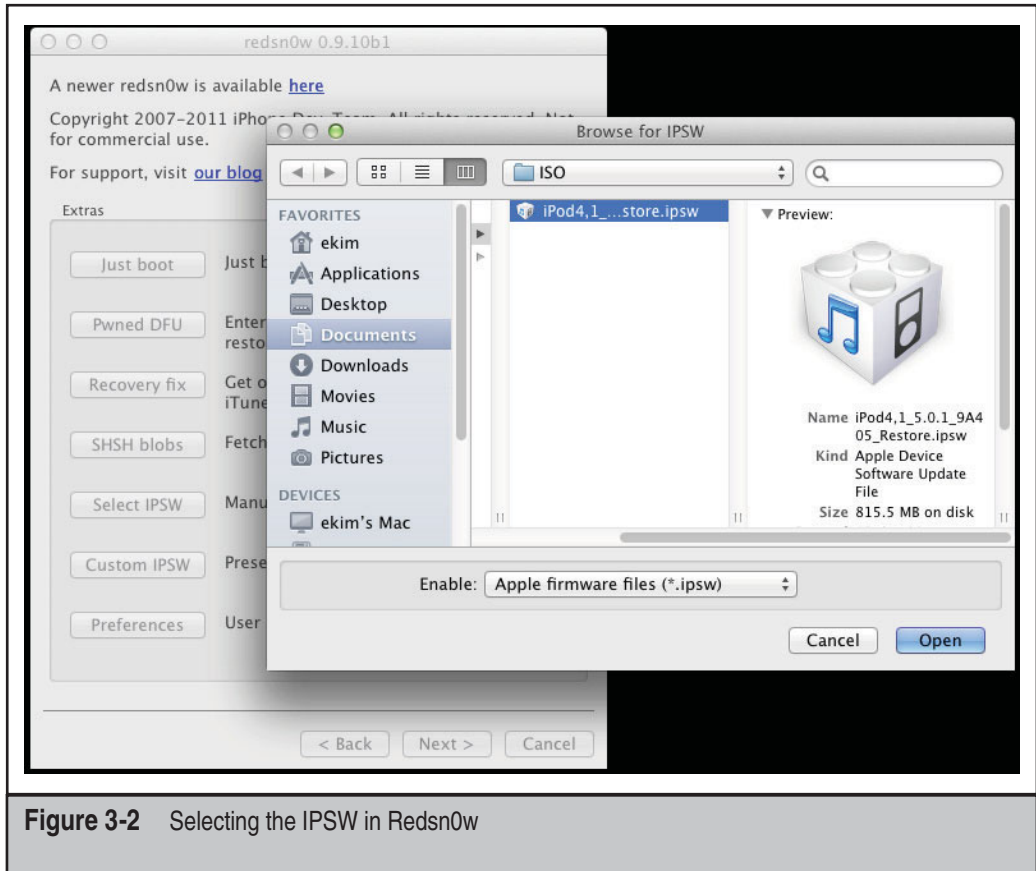 redsn0w 0.9.10b1
A newer redsn0w is available here
Copyright 2007-2011 iPhone Dev-Team. All rights reserved. Not
for commercial use.
For support, visit our blog
Extras
Just boot
Just b
Pwned DFU
Enter
resto
Recovery fix
Get o
iTune
SHSH blobs
Fetch
Select IPSW
Manu
Custom IPSW
Prese
Preferences
User
< Back
Next >
Cancel
Browse for IPSW
ISO
FAVORITES
ekim
Applications
Desktop
Documents
Downloads
Movies
Music
Pictures
DEVICES
ekim's Mac
iPod4,1_...store.ipsw
Preview:
Name iPod4,1_5.0.1_9A4
05_Restore.ipsw
Kind Apple Device
Software Update
File
Size 815.5 MB on disk
Enable: Apple firmware files (*.ipsw)
Cancel
Open
Figure 3-2 Selecting the IPSW in Redsn0w